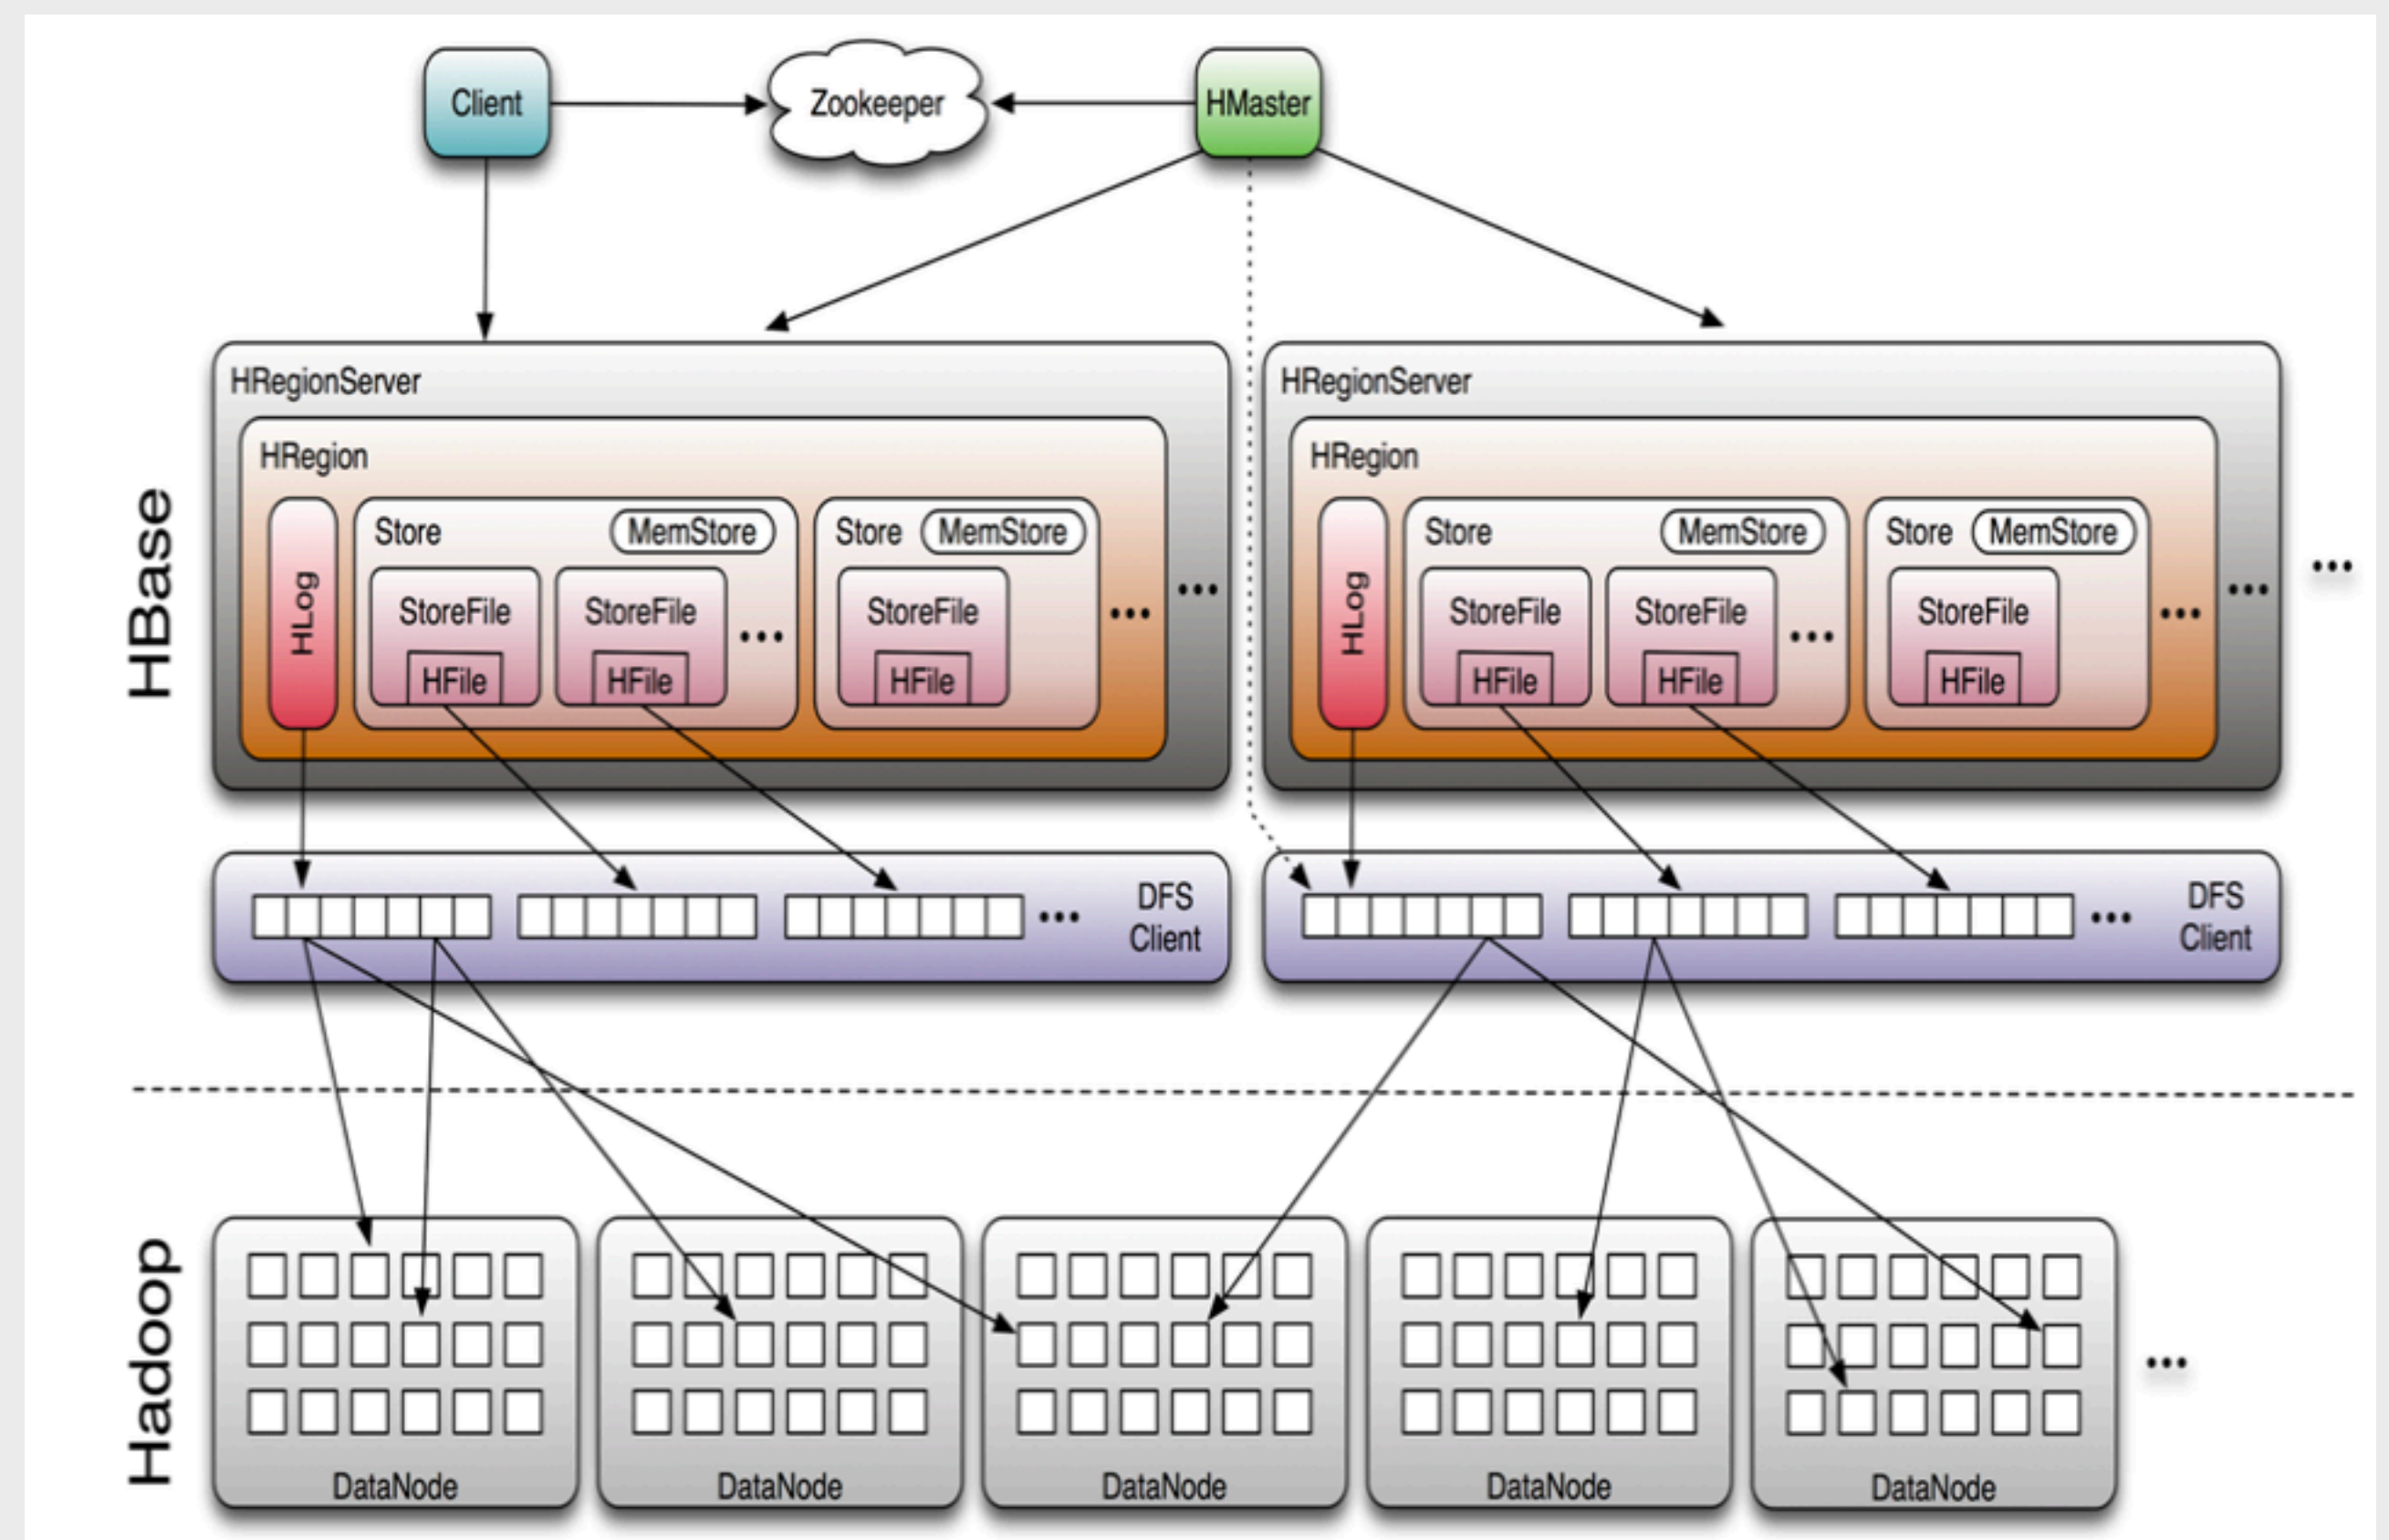 Client
Zookeeper
HMaster
HBase
HRegionServer
HRegion
HLog
Store
MemStore
StoreFile
HFile
StoreFile
HFile
...
Store
MemStore
StoreFile
HFile
...
...
HRegionServer
HRegion
HLog
Store
MemStore
StoreFile
HFile
StoreFile
HFile
...
Store
MemStore
StoreFile
HFile
...
...
...
...
DFS
Client
...
DFS
Client
Hadoop
DataNode
DataNode
DataNode
DataNode
DataNode
...